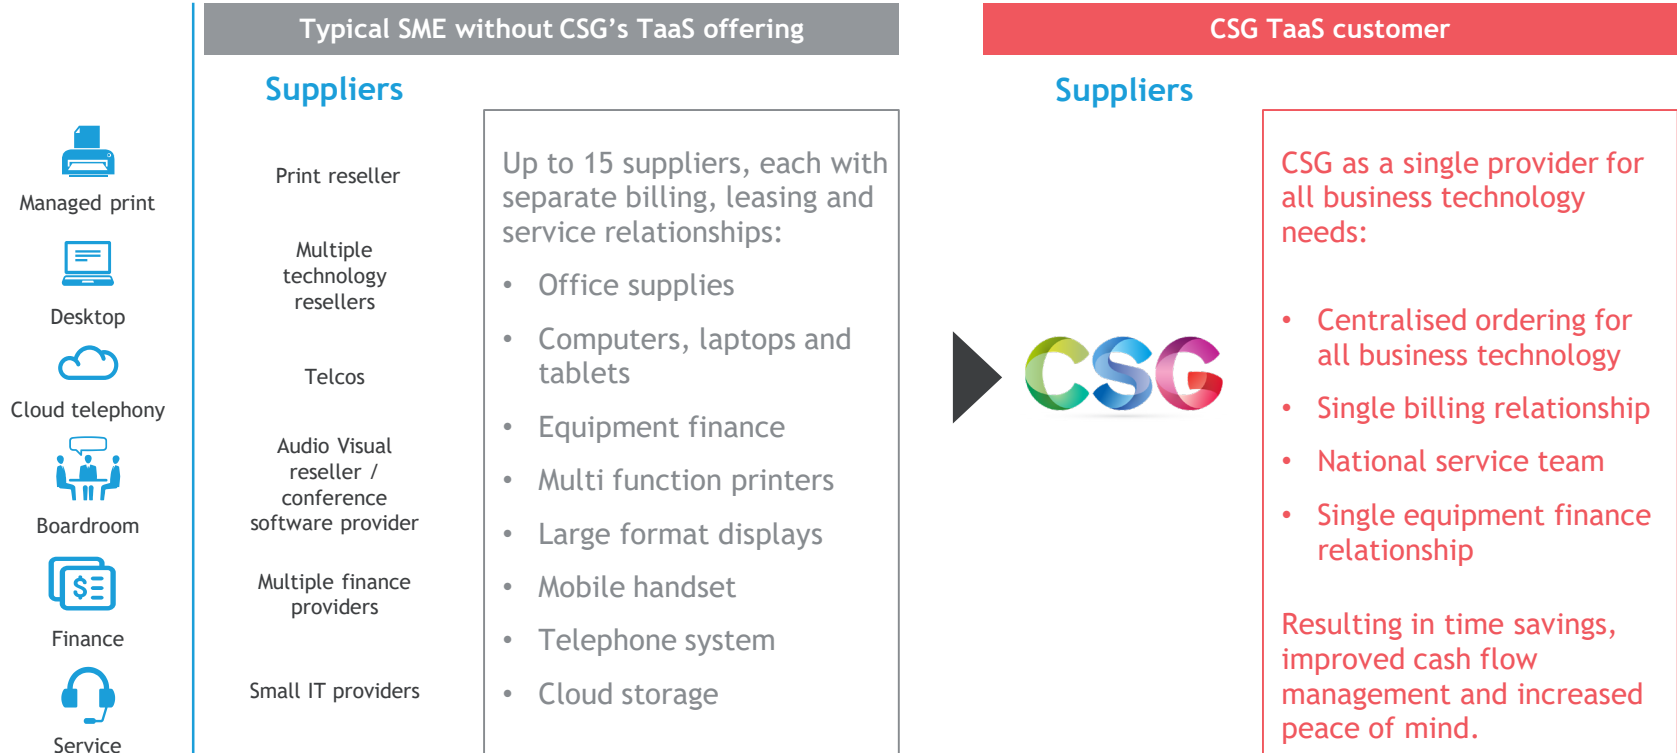 Typical SME without CSG's TaaS offering
CSG TaaS customer
Suppliers
Suppliers
Managed print
Desktop
Cloud telephony
Boardroom
$
Finance
Service
Print reseller
Multiple
technology
resellers
Telcos
Audio Visual
reseller /
conference
software provider
Multiple finance
providers
Small IT providers
Up to 15 suppliers, each with
separate billing, leasing and
service relationships:
• Office supplies
• Computers, laptops and
tablets
• Equipment finance
• Multi function printers
• Large format displays
• Mobile handset
• Telephone system
• Cloud storage
CSG
CSG as a single provider for
all business technology
needs:
• Centralised ordering for
all business technology
• Single billing relationship
• National service team
• Single equipment finance
relationship
Resulting in time savings,
improved cash flow
management and increased
peace of mind.